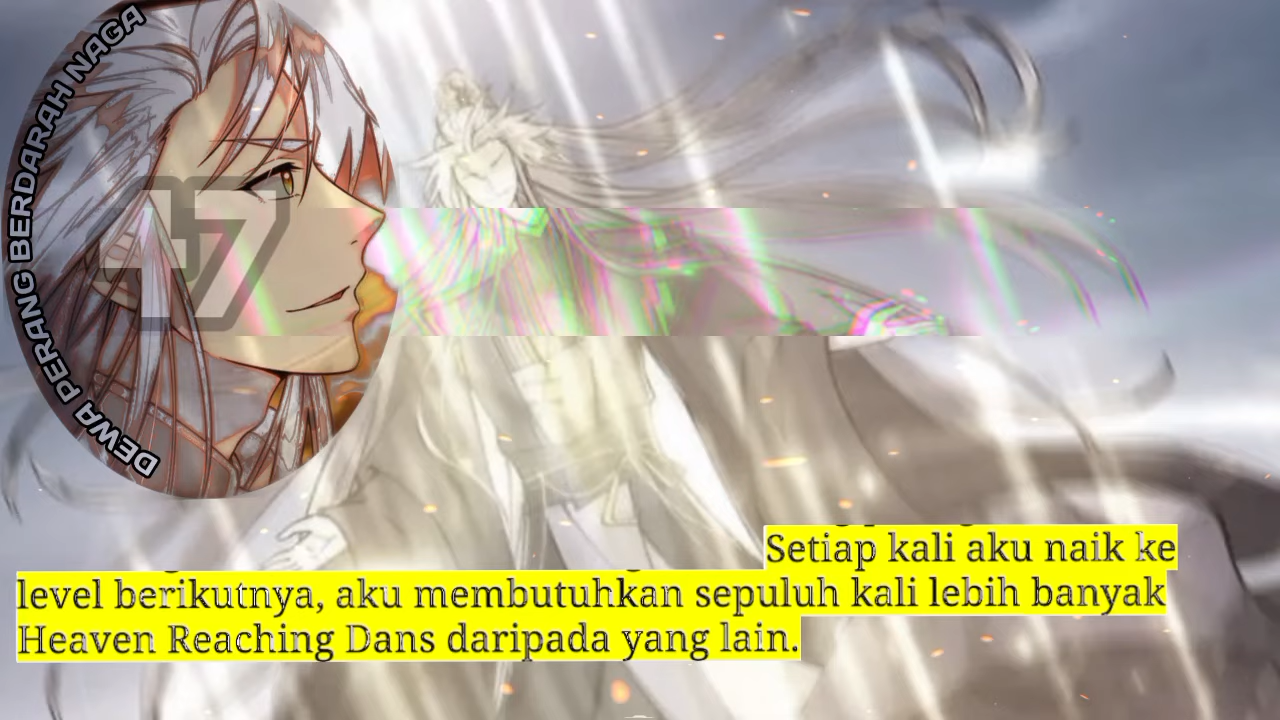 DEWA PERANG BERDARAH NAGA
17
Setiap kali aku naik ke
level berikutnya, aku membutuhkan sepuluh kali lebih banyak
Heaven Reaching Dans daripada yang lain.